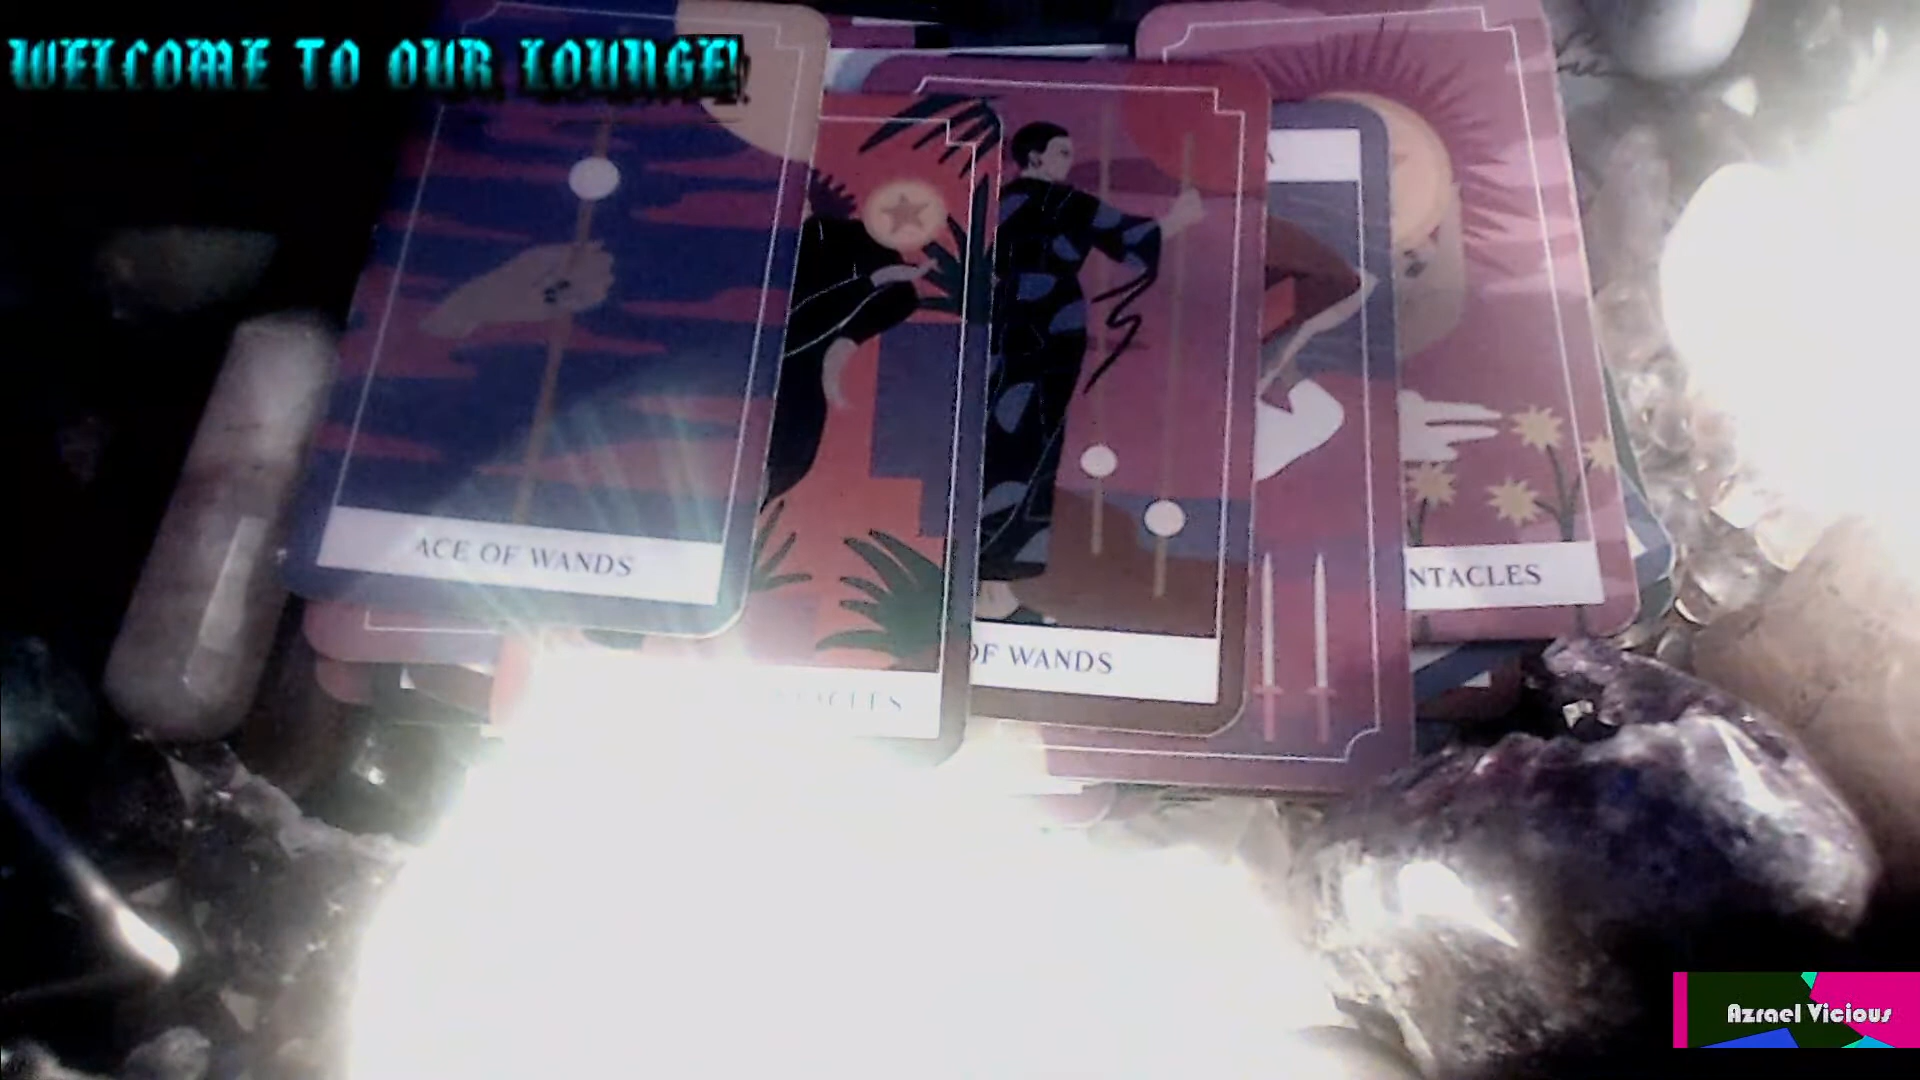 WELCOME TO OUR LOUNGE!
ACE OF WANDS
OF WANDS
NTACLES
Azrael Vicious